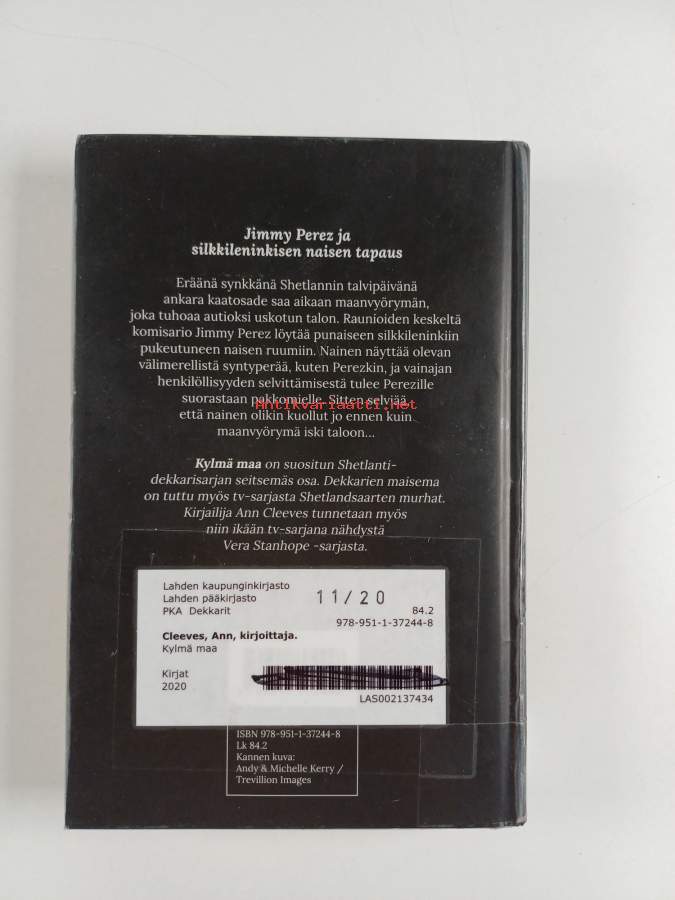 Jimmy Perez ja
silkkileninkisen naisen tapaus
Eräänä synkkänä Shetlannin talvipäivänä
ankara kaatosade saa aikaan maanvyörymän,
joka tuhoaa autioksi uskotun talon. Raunioiden keskeltä
komisario Jimmy Perez löytää punaiseen silkkileninkiin
pukeutuneen naisen ruumiin. Nainen näyttää olevan
välimerellistä syntyperää, kuten Perezkin, ja vainajan
henkilöllisyyden selvittämisestä tulee Perezille
suorastaan pakkomielle. Sitten selviää,
Antikvariaatti.net
että nainen olikin kuollut jo ennen kuin
maanvyörymä iski taloon…
Kylmä maa on suositun Shetlanti-
dekkarisarjan seitsemäs osa. Dekkarien maisema
on tuttu myös tv-sarjasta Shetlandsaarten murhat.
Kirjailija Ann Cleeves tunnetaan myös
niin ikään tv-sarjana nähdystä
Vera Stanhope -sarjasta.
Lahden kaupunginkirjasto
Lahden pääkirjasto 11/20
PKA Dekkarit 84.2
978-951-1-37244-8
Cleeves, Ann, kirjoittaja.
Kylmä maa
Kirjat
2020
LAS002137434
ISBN 978-951-1-37244-8
Lk 84.2
Kannen kuva:
Andy & Michelle Kerry /
Trevillion Images